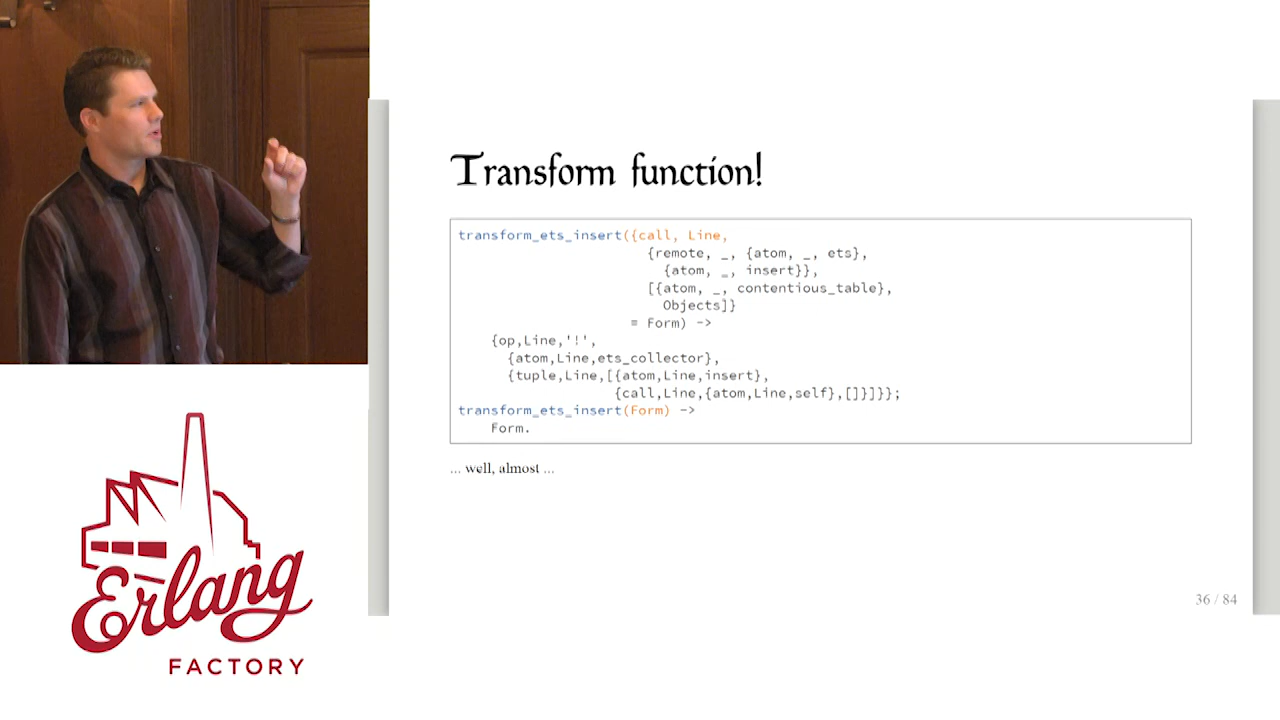 Transform function!
transform_ets_insert({call, Line,
{remote, _, {atom, _, ets},
{atom, _, insert}},
[{atom, _, contentious_table},
Objects]}
= Form) ->
{op,Line,'!',
{atom,Line,ets_collector},
{tuple,Line,[{atom,Line,insert},
{call,Line,{atom,Line,self},[]}]}};
transform_ets_insert(Form) ->
Form.
... well, almost ...
36 / 84
Erlang
FACTORY